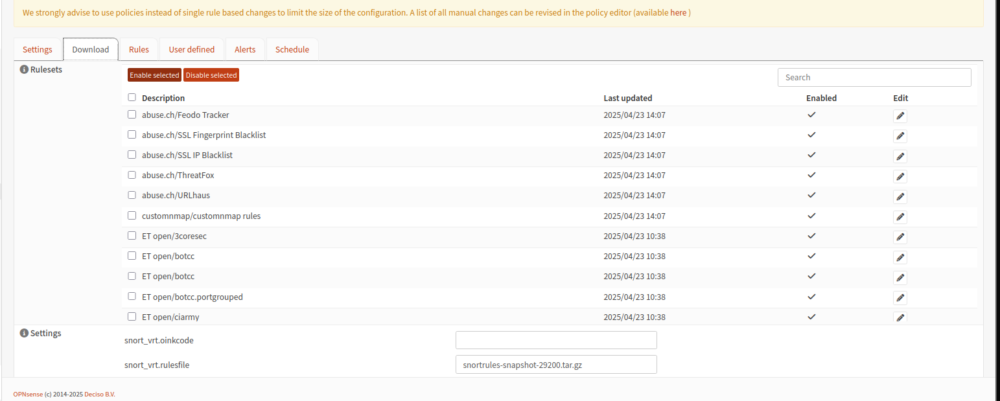 We strongly advise to use policies instead of single rule based changes to limit the size of the configuration. A list of all manual changes can be revised in the policy editor (available here )
Settings Download Rules User defined Alerts Schedule
Rulesets
Enable selected Disable selected Search
Description Last updated Enabled Edit
abuse.ch/Feodo Tracker 2025/04/23 14:07
abuse.ch/SSL Fingerprint Blacklist 2025/04/23 14:07
abuse.ch/SSL IP Blacklist 2025/04/23 14:07
abuse.ch/ThreatFox 2025/04/23 14:07
abuse.ch/URLhaus 2025/04/23 14:07
customnmap/customnmap rules 2025/04/23 14:07
ET open/3coresec 2025/04/23 10:38
ET open/botcc 2025/04/23 10:38
ET open/botcc 2025/04/23 10:38
ET open/botcc.portgrouped 2025/04/23 10:38
ET open/ciarmy 2025/04/23 10:38
Settings
snort_vrt.oinkcode
snort_vrt.rulesfile snortrules-snapshot-29200.tar.gz
OPNsense (c) 2014-2025 Deciso B.V.